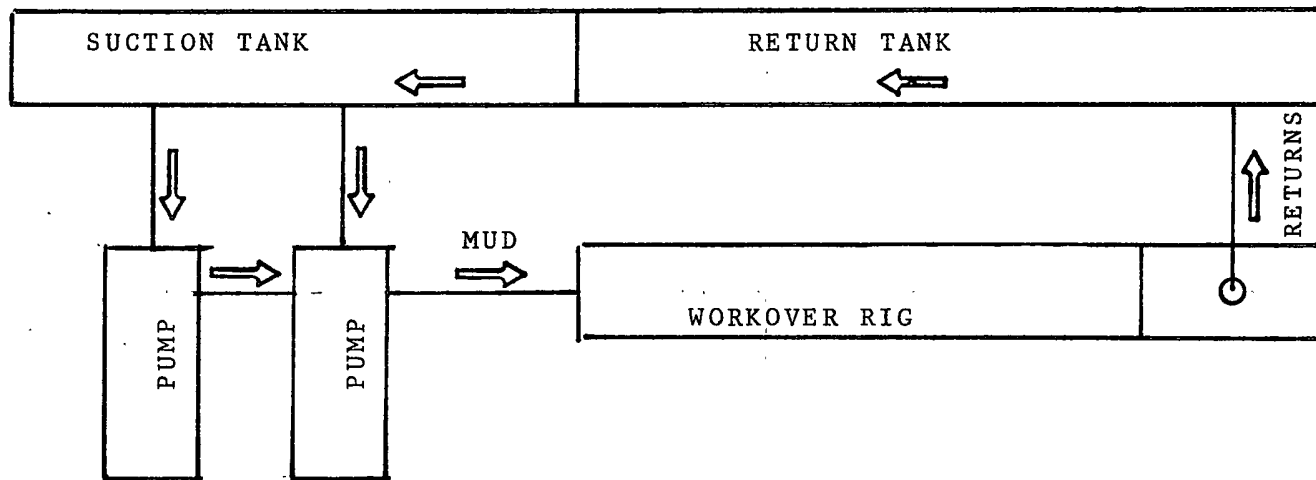 SUCTION TANK
RETURN TANK
RETURNS
MUD
PUMP
PUMP
WORKOVER RIG